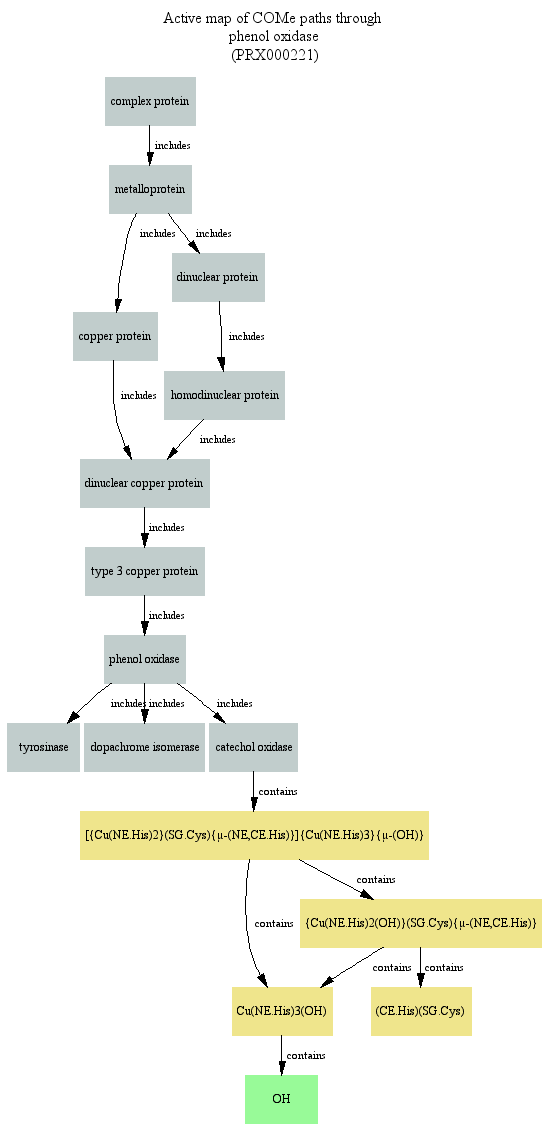 Active map of COMe paths through
phenol oxidase
(PRX000221)
complex protein
includes
metalloprotein
includes
includes
dinuclear protein
copper protein
includes
includes
homodinuclear protein
includes
dinuclear copper protein
includes
type 3 copper protein
includes
phenol oxidase
includes
includes
includes
tyrosinase
dopachrome isomerase
catechol oxidase
contains
[{Cu(NE.His)2}(SG.Cys){μ-(NE,CE.His)}]{Cu(NE.His)3}{μ-(OH)}
contains
contains
{Cu(NE.His)2(OH)}(SG.Cys){μ-(NE,CE.His)}
contains
contains
Cu(NE.His)3(OH)
(CE.His)(SG.Cys)
contains
OH